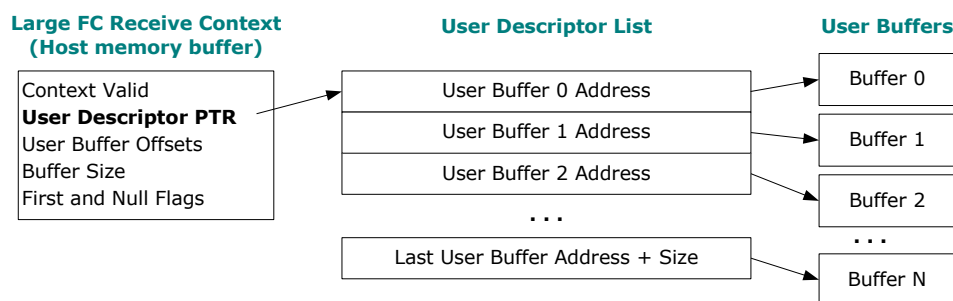 Large FC Receive Context
(Host memory buffer)
Context Valid
User Descriptor PTR
User Buffer Offsets
Buffer Size
First and Null Flags
User Descriptor List
User Buffer 0 Address
User Buffer 1 Address
User Buffer 2 Address
...
Last User Buffer Address + Size
User Buffers
Buffer 0
Buffer 1
Buffer 2
...
Buffer N